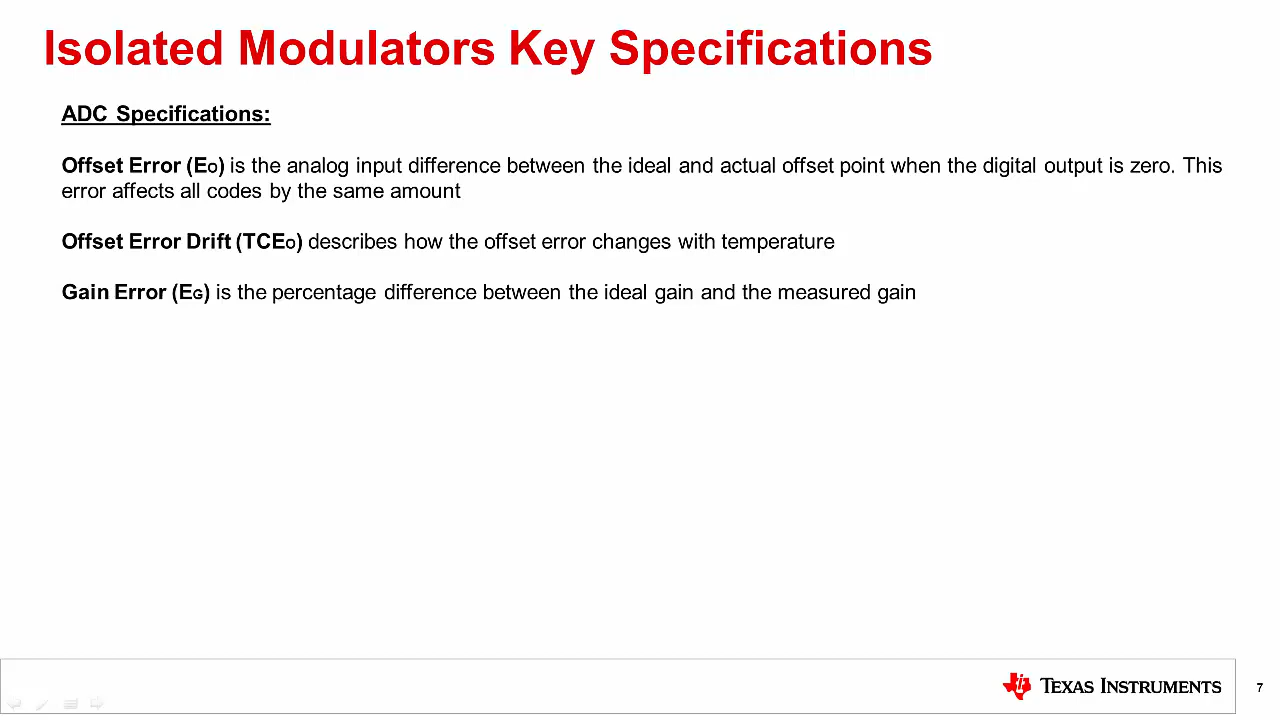 Isolated Modulators Key Specifications
ADC Specifications:
Offset Error (EO) is the analog input difference between the ideal and actual offset point when the digital output is zero. This
error affects all codes by the same amount
Offset Error Drift (TCEO) describes how the offset error changes with temperature
Gain Error (EG) is the percentage difference between the ideal gain and the measured gain
TEXAS INSTRUMENTS
7